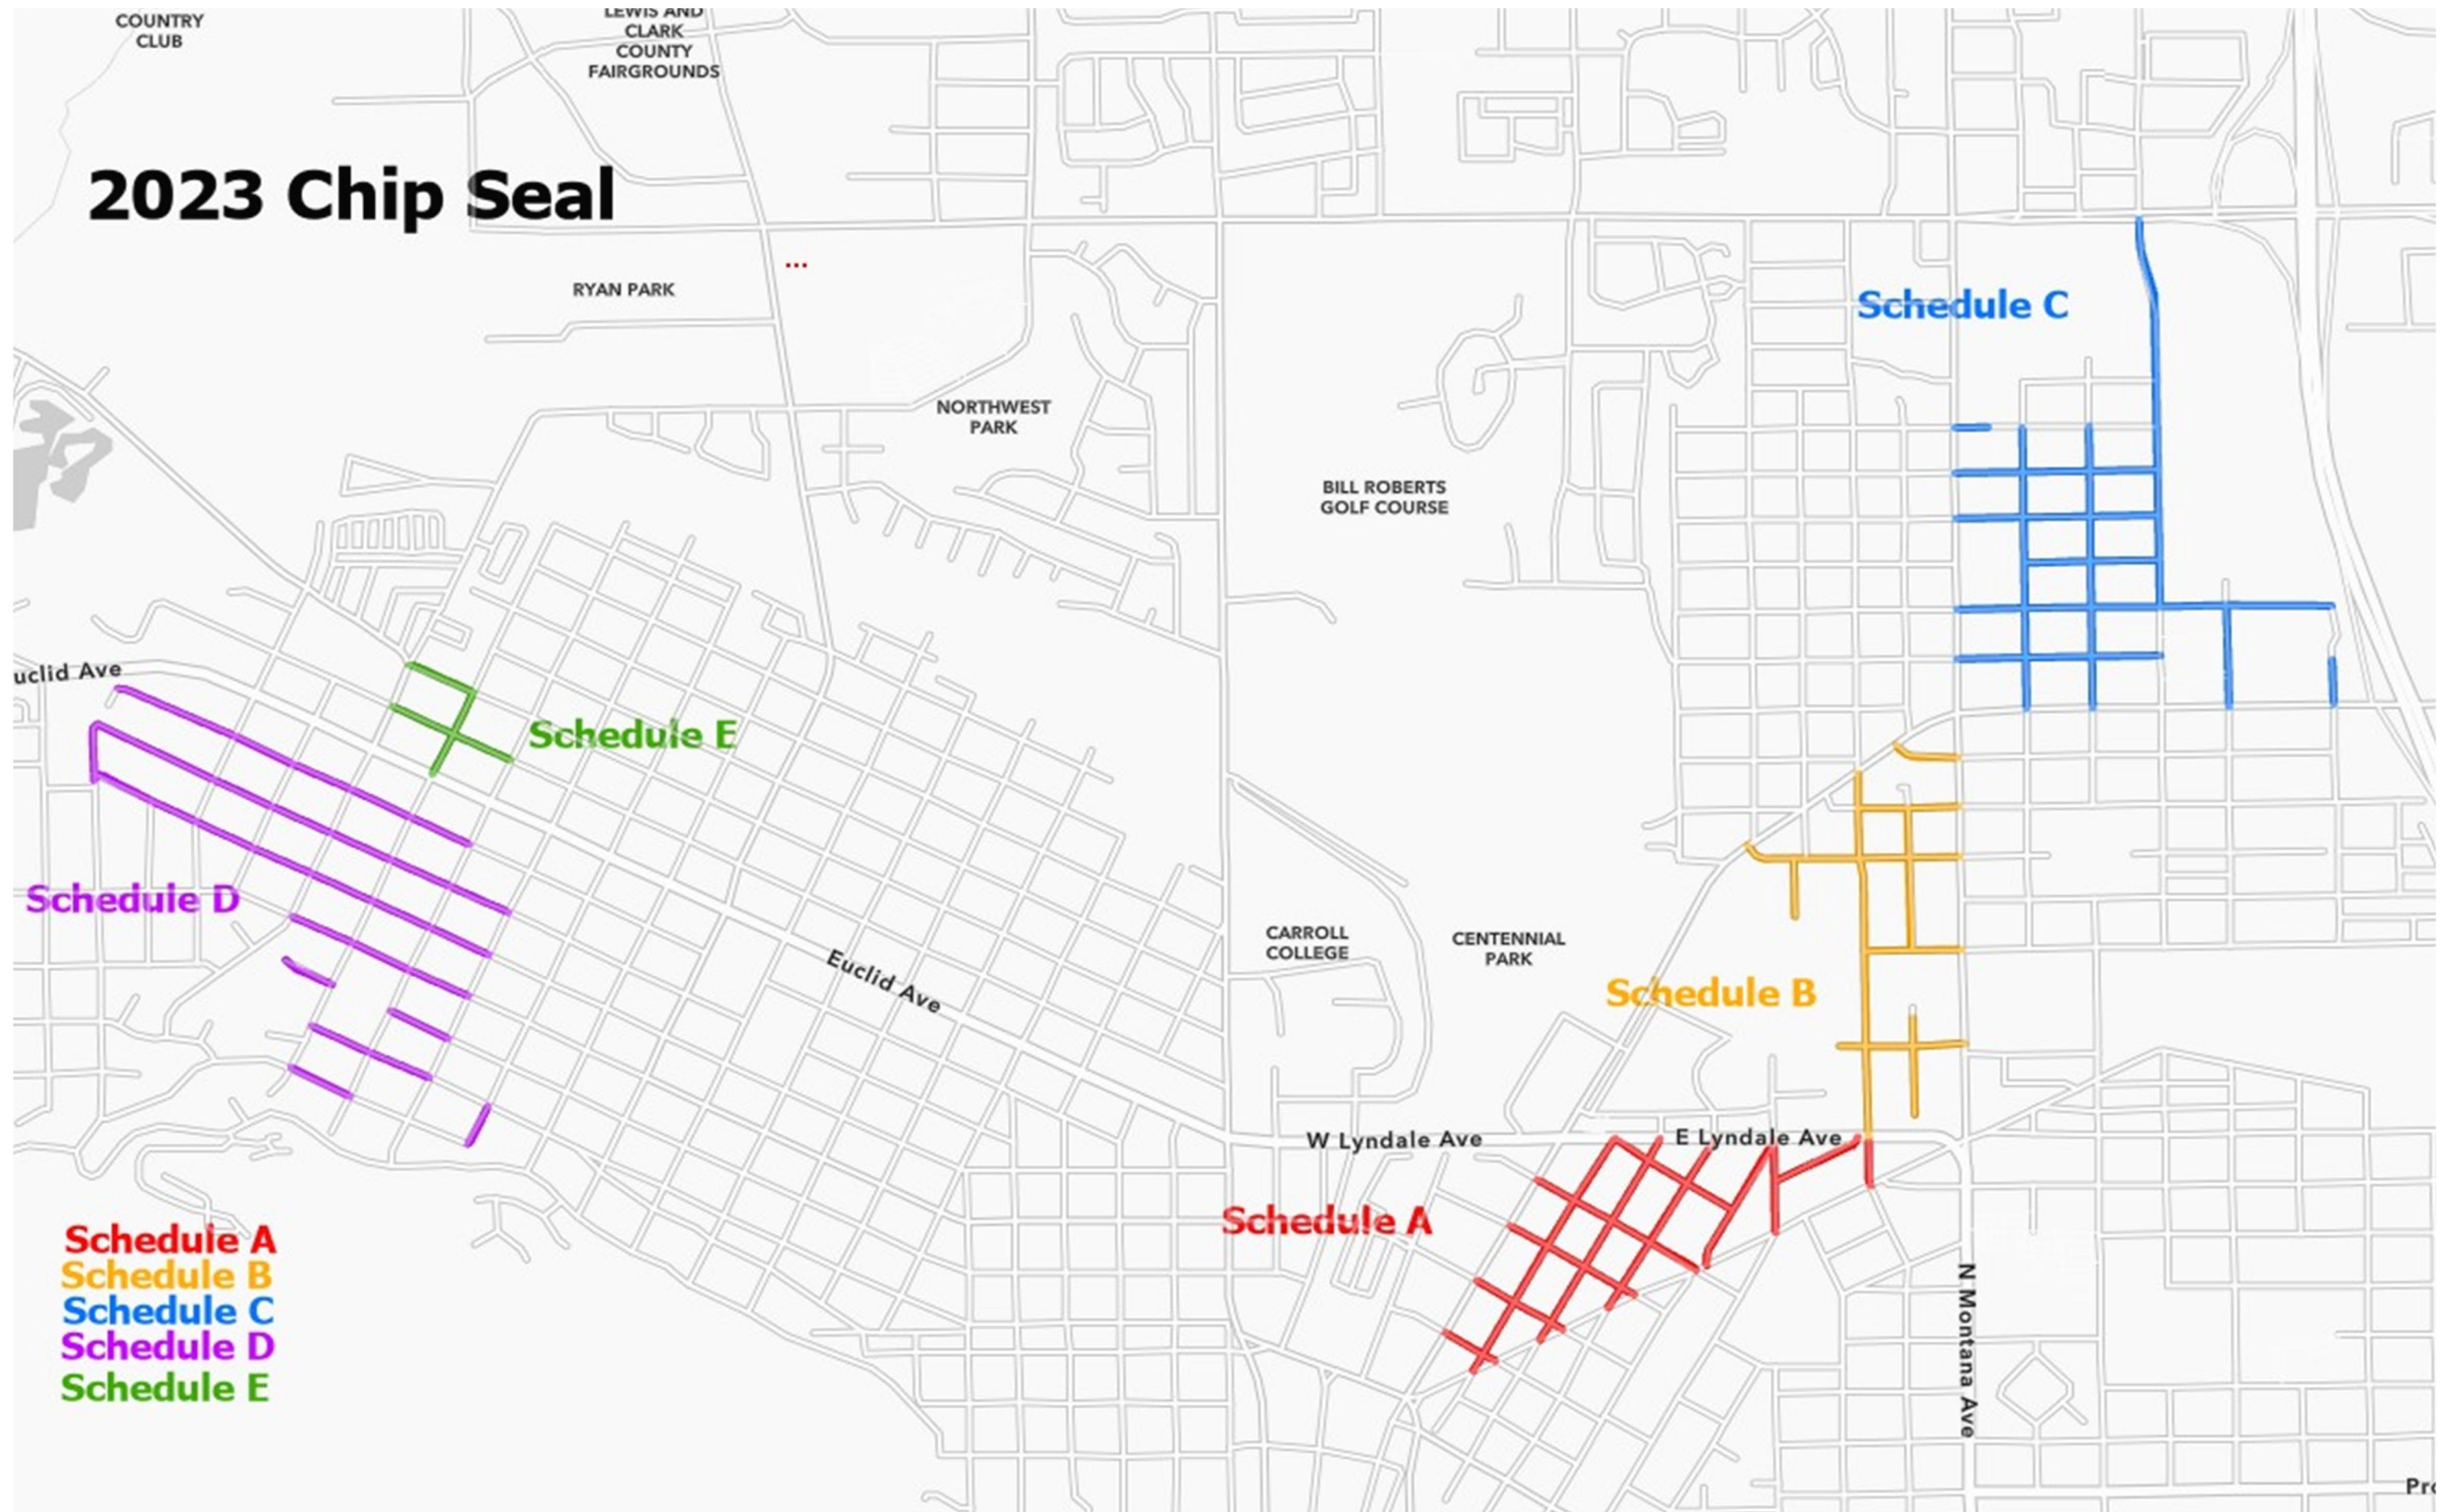 COUNTRY
CLUB
LEWIS AND
CLARK
COUNTY
FAIRGROUNDS
2023 Chip Seal
...
RYAN PARK
Schedule C
NORTHWEST
PARK
BILL ROBERTS
GOLF COURSE
uclid Ave
Schedule E
Schedule D
CARROLL
COLLEGE
CENTENNIAL
PARK
Euclid Ave
Schedule B
W Lyndale Ave
E Lyndale Ave
Schedule A
N Montana Ave
Schedule A
Schedule B
Schedule C
Schedule D
Schedule E
Pro